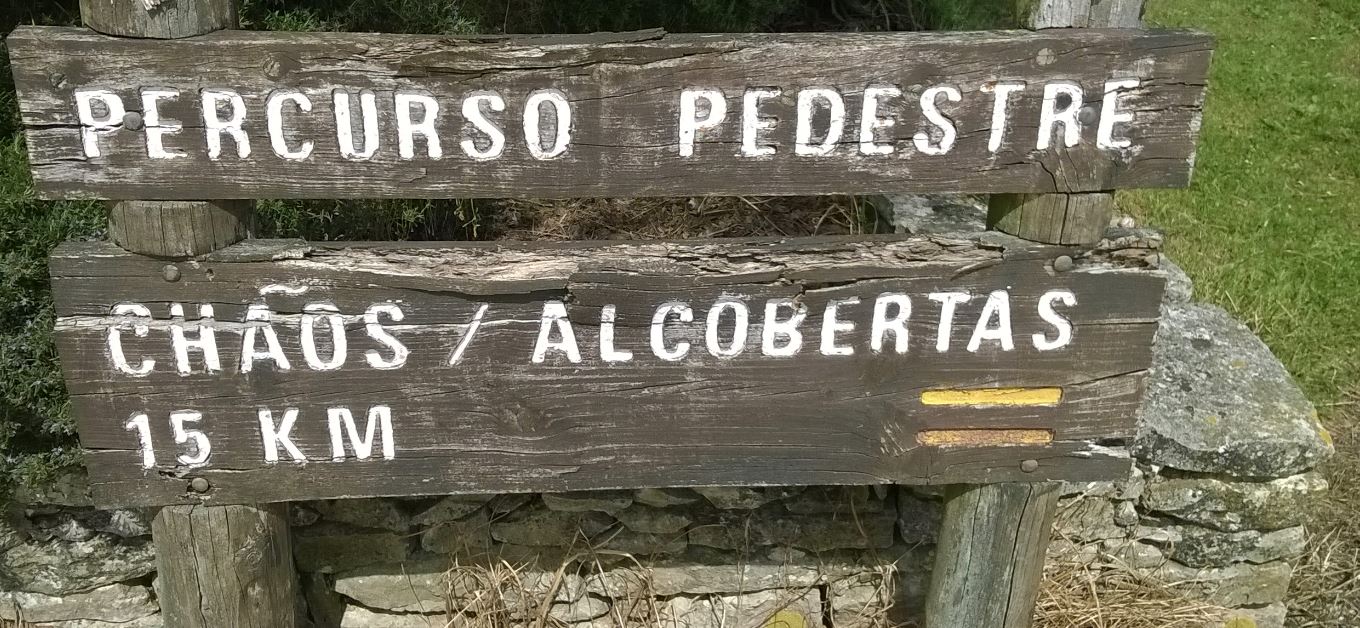 PERCURSO PEDESTRE
CHÃOS / ALCOBERTAS
15 KM